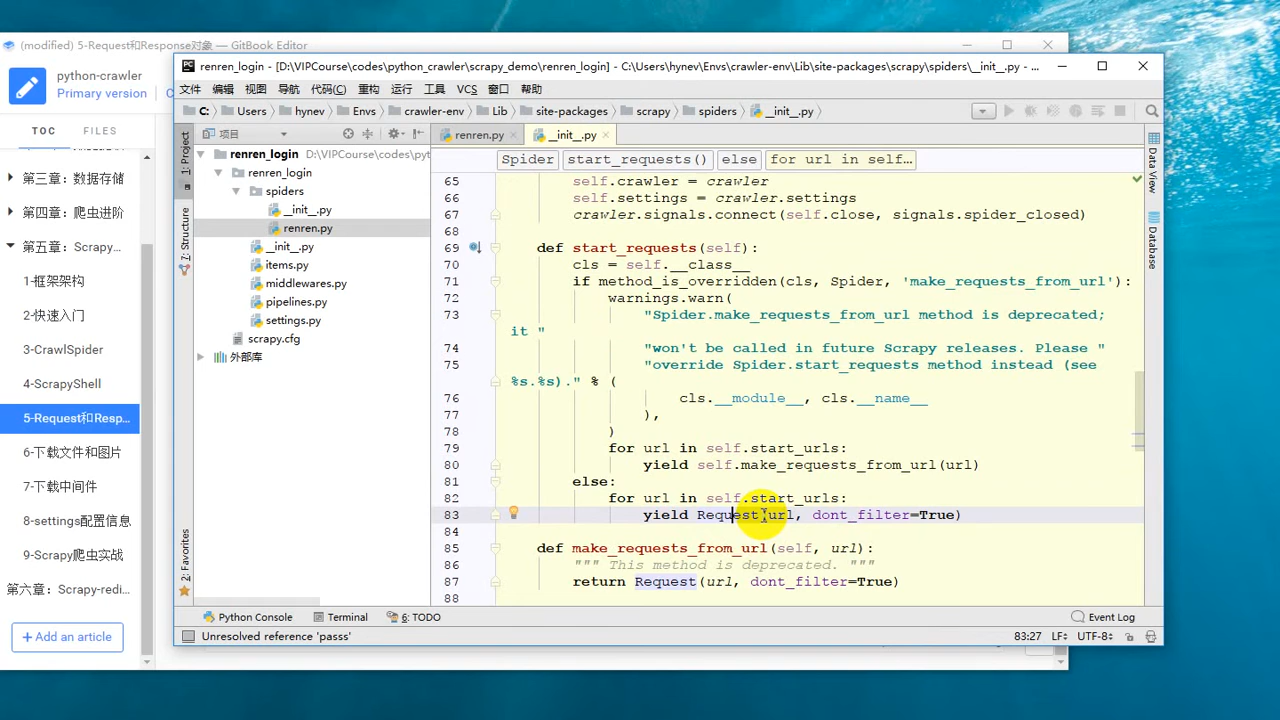 (modified) 5-Request和Response对象 — GitBook Editor
python-crawler
Primary version
TOC
FILES
第三章：数据存储
第四章：爬虫进阶
第五章：Scrapy...
1-框架架构
2-快速入门
3-CrawlSpider
4-ScrapyShell
5-Request和Resp...
6-下载文件和图片
7-下载中间件
8-settings配置信息
9-Scrapy爬虫实战
第六章：Scrapy-redi...
+ Add an article
PC renren_login - [D:\VIPCourse\codes\python_crawler\scrapy_demo\renren_login] - C:\Users\hynev\Envs\crawler-env\Lib\site-packages\scrapy\spiders\__init__.py - ...
文件 编辑 视图 导航 代码(C) 重构 运行 工具 VCS 窗口 帮助
C: Users hynev Envs crawler-env Lib site-packages scrapy spiders __init__.py
项目
renren.py
__init__.py
1: Project
2: Structure
2: Favorites
Data View
Database
renren_login D:\VIPCourse\codes\pyt
renren_login
spiders
__init__.py
renren.py
__init__.py
items.py
middlewares.py
pipelines.py
settings.py
scrapy.cfg
外部库
Spider start_requests() else for url in self...
65 self.crawler = crawler
66 self.settings = crawler.settings
67 crawler.signals.connect(self.close, signals.spider_closed)
68
69 def start_requests(self):
70 cls = self.__class__
71 if method_is_overridden(cls, Spider, 'make_requests_from_url'):
72 warnings.warn(
73 "Spider.make_requests_from_url method is deprecated;
it "
74 "won't be called in future Scrapy releases. Please "
75 "override Spider.start_requests method instead (see
%s.%s)." % (
76 cls.__module__, cls.__name__
77 ),
78 )
79 for url in self.start_urls:
80 yield self.make_requests_from_url(url)
81 else:
82 for url in self.start_urls:
83 yield Request(url, dont_filter=True)
84
85 def make_requests_from_url(self, url):
86 """ This method is deprecated. """
87 return Request(url, dont_filter=True)
88
Python Console Terminal 6: TODO Event Log
Unresolved reference 'passs' 83:27 LF UTF-8